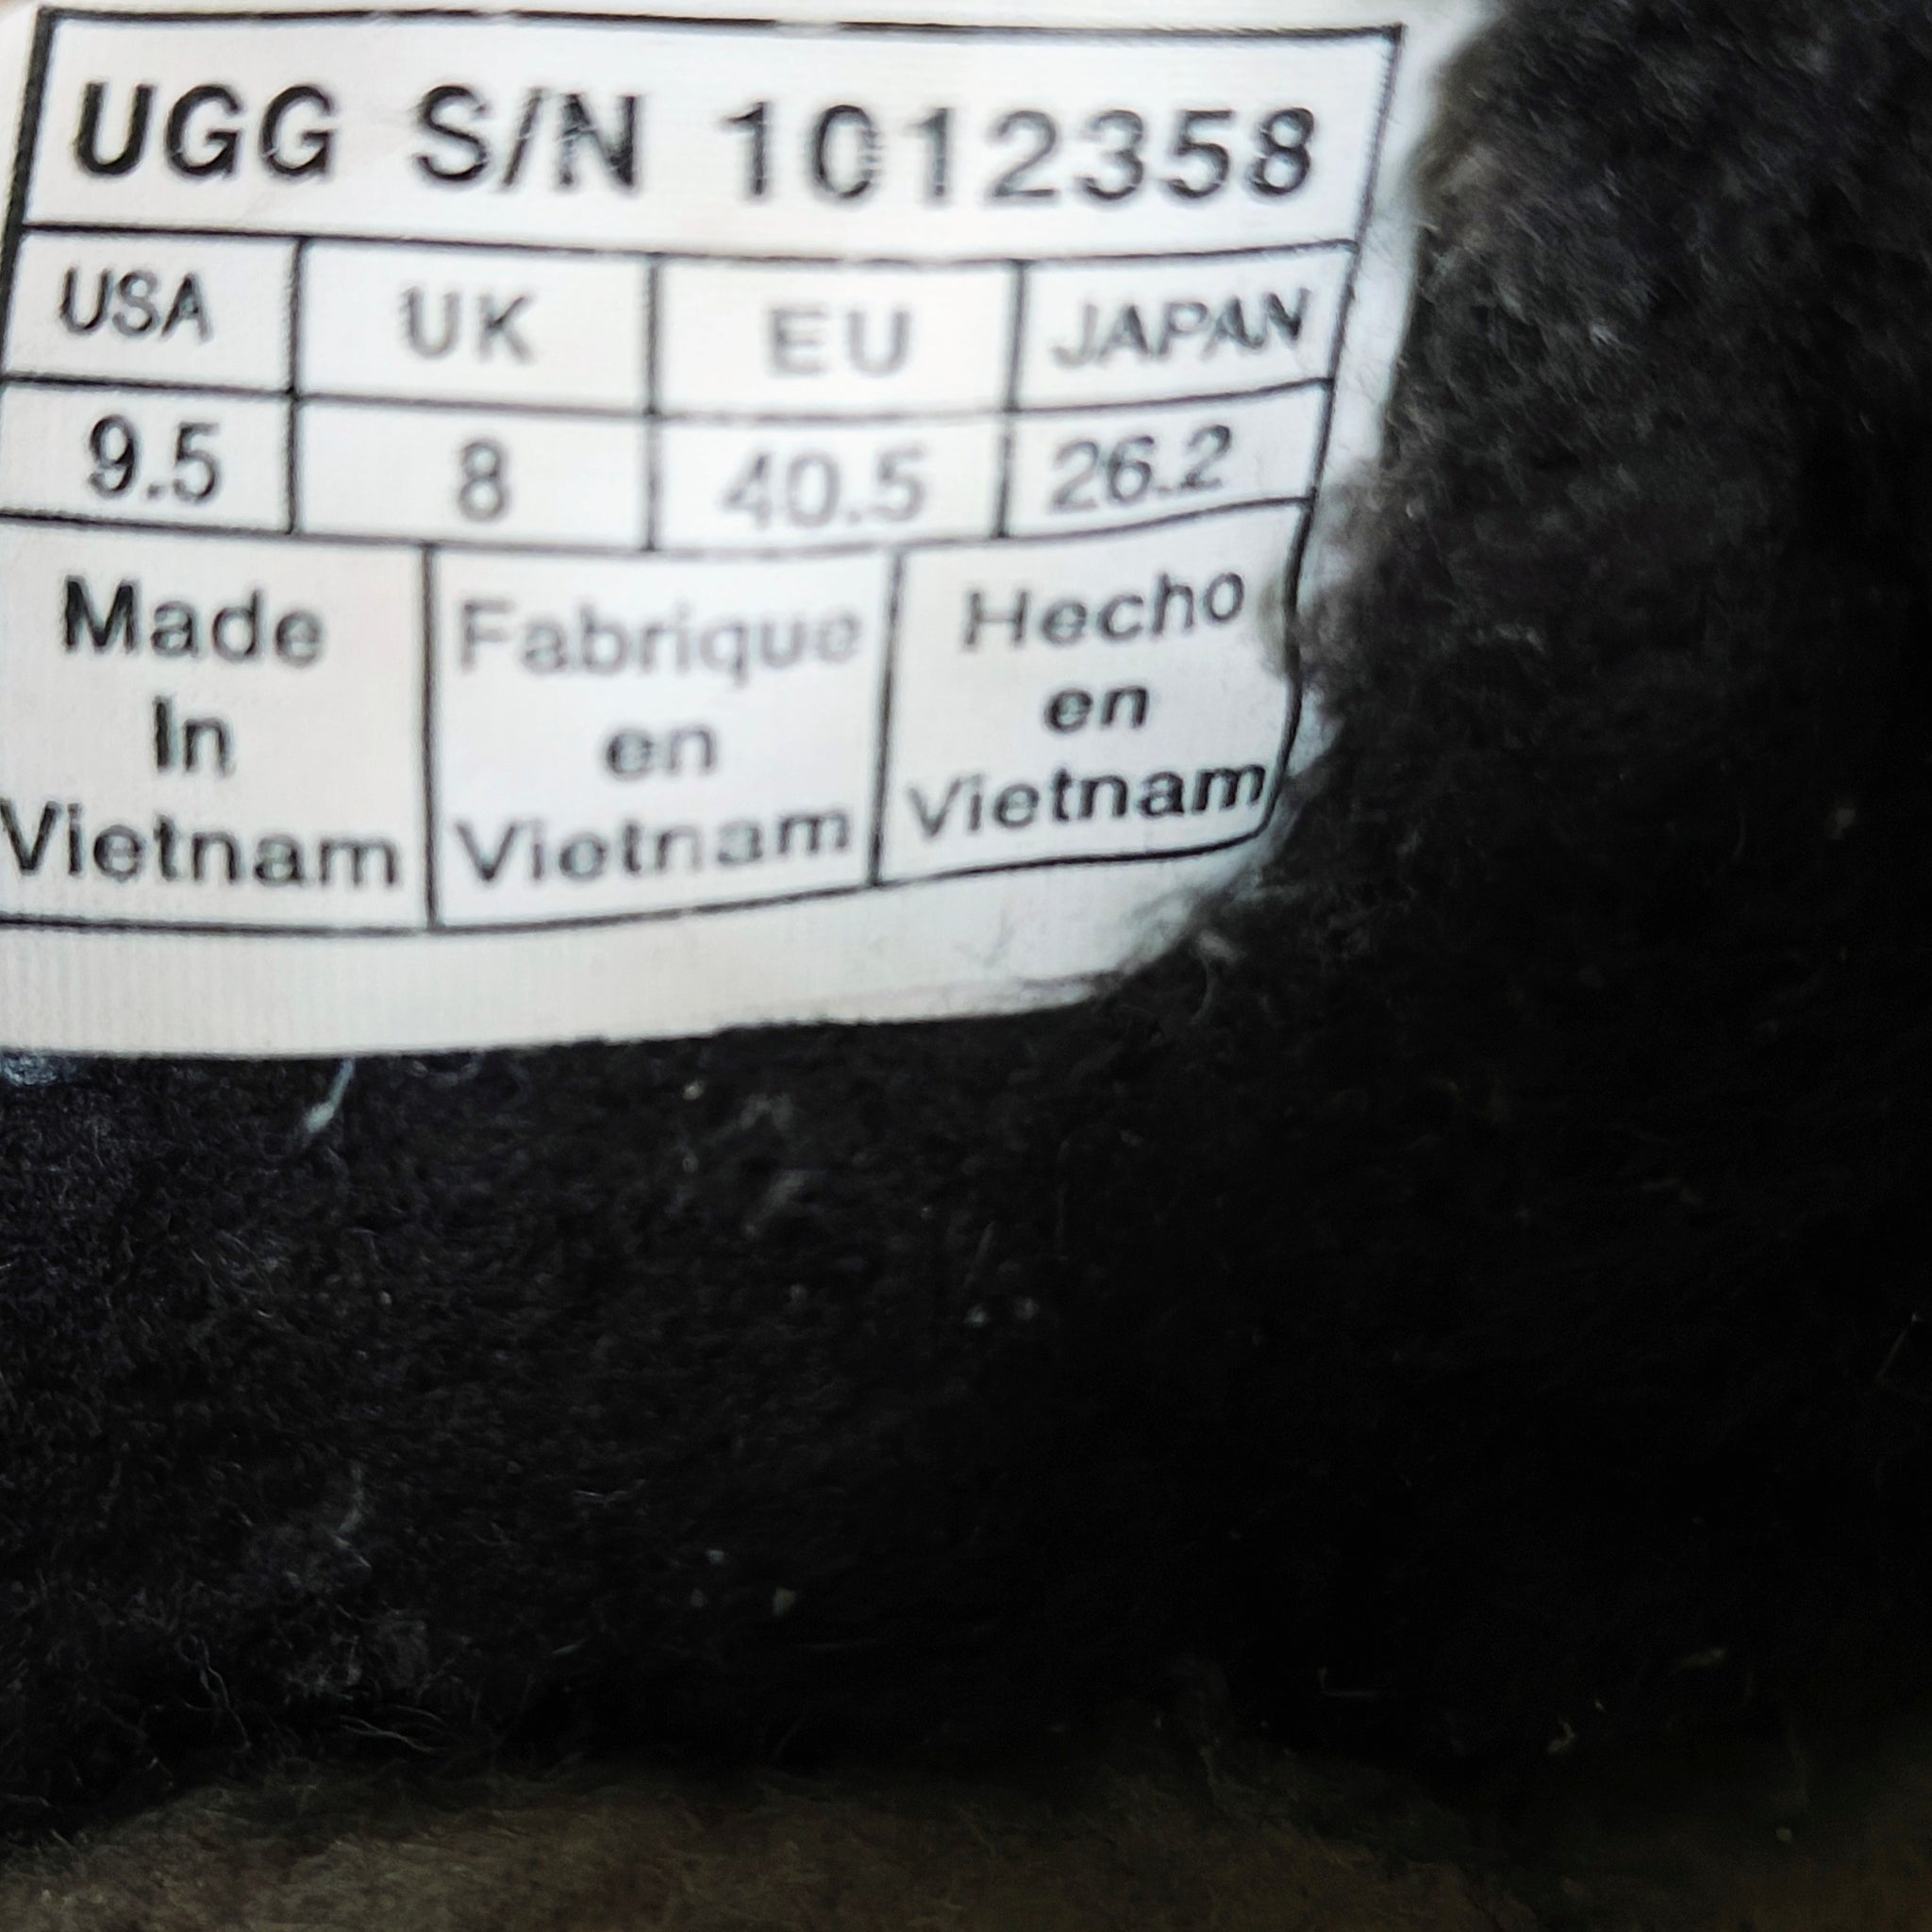 UGG S/N 1012358
USA UK EU JAPAN
9.5 8 40.5 26.2
Made
In
Vietnam
Fabrique
en
Vietnam
Hecho
en
Vietnam